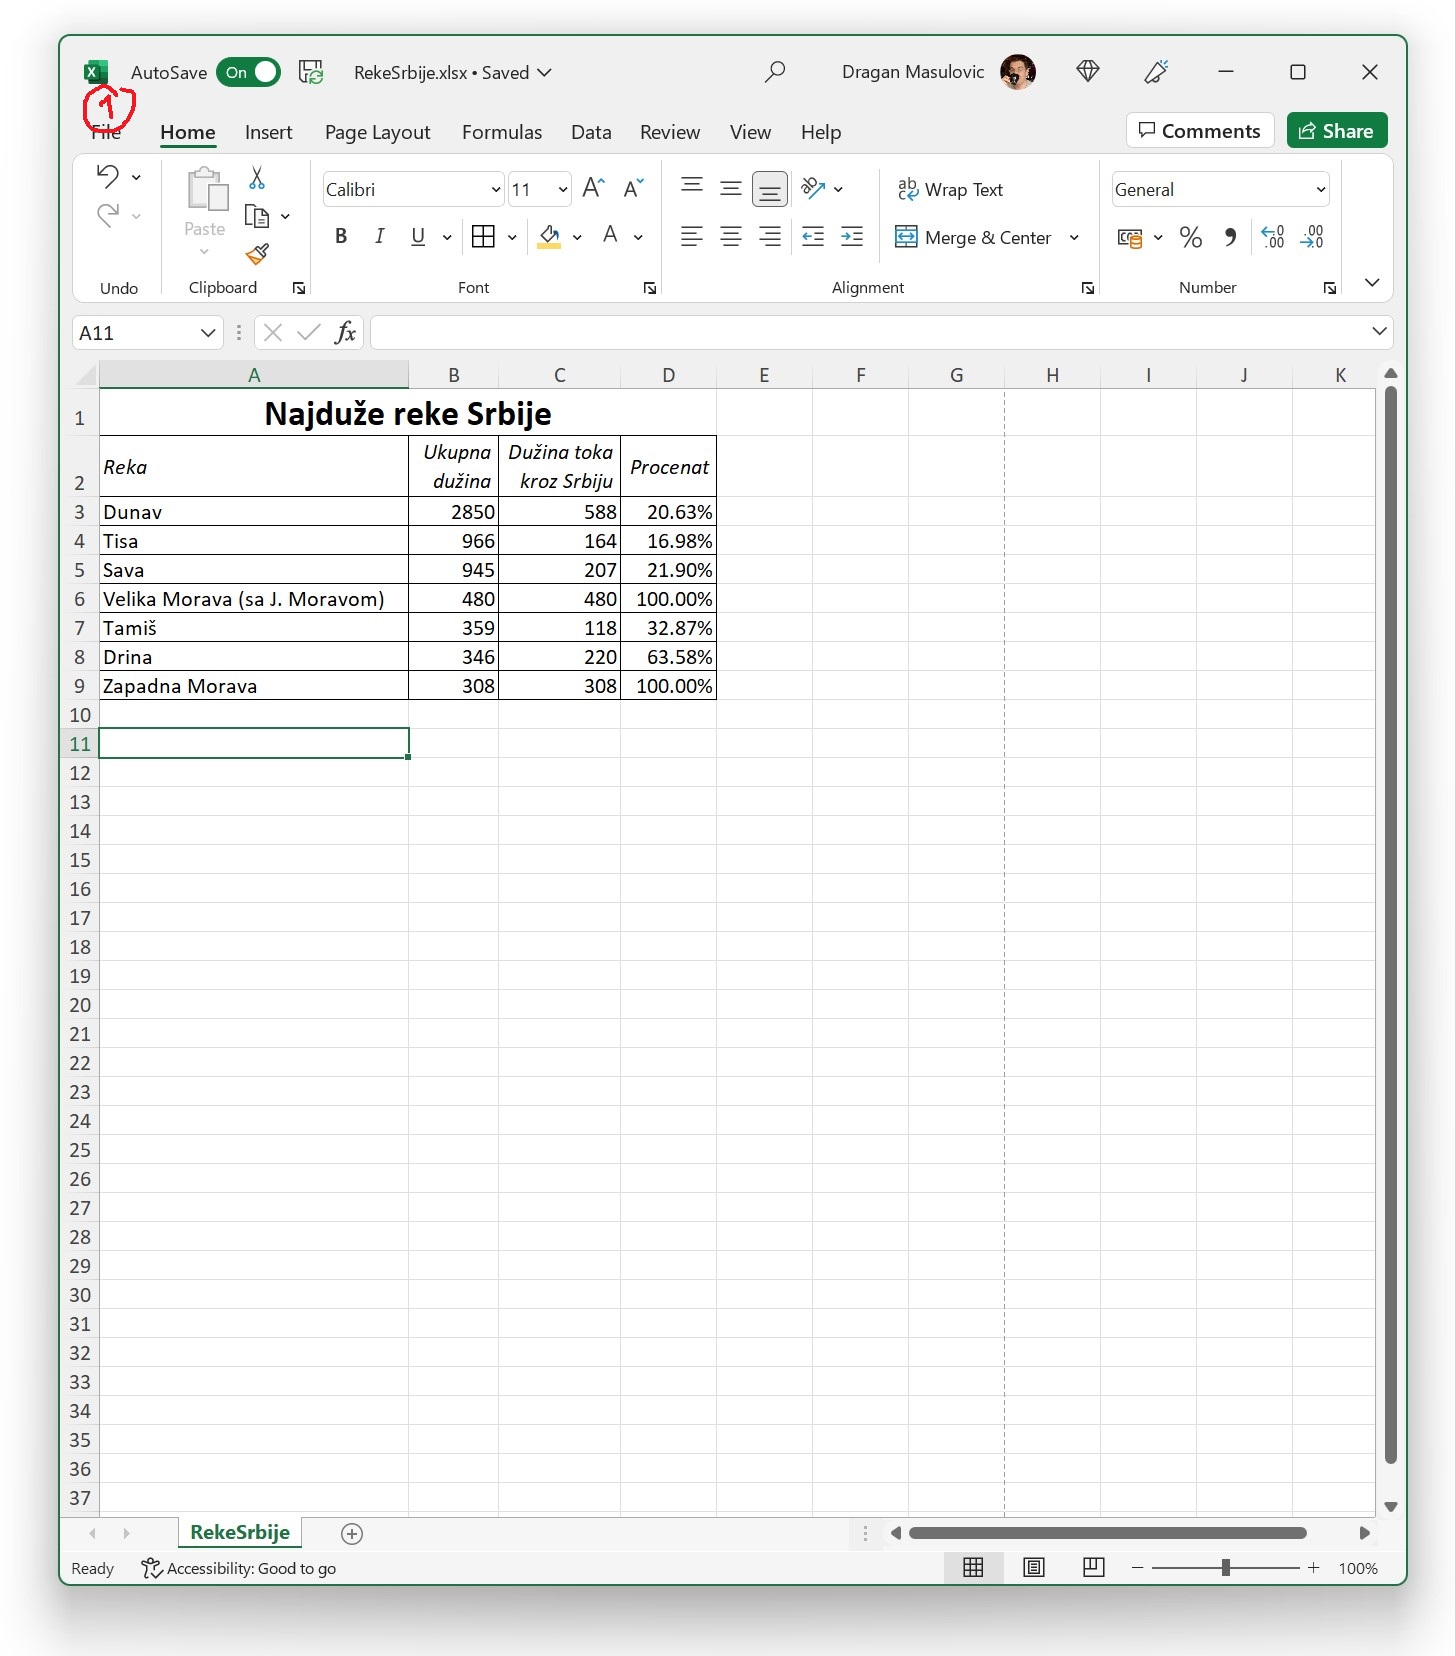 AutoSave On RekeSrbije.xlsx • Saved Dragan Masulovic
1
File Home Insert Page Layout Formulas Data Review View Help Comments Share
Calibri 11 Wrap Text General
Paste B I U A Merge & Center
Undo Clipboard Font Alignment Number
A11 fx
A B C D E F G H I J K
1 Najduže reke Srbije
2 Reka Ukupna dužina Dužina toka kroz Srbiju Procenat
3 Dunav 2850 588 20.63%
4 Tisa 966 164 16.98%
5 Sava 945 207 21.90%
6 Velika Morava (sa J. Moravom) 480 480 100.00%
7 Tamiš 359 118 32.87%
8 Drina 346 220 63.58%
9 Zapadna Morava 308 308 100.00%
10
11
12
13
14
15
16
17
18
19
20
21
22
23
24
25
26
27
28
29
30
31
32
33
34
35
36
37
RekeSrbije
Ready Accessibility: Good to go 100%